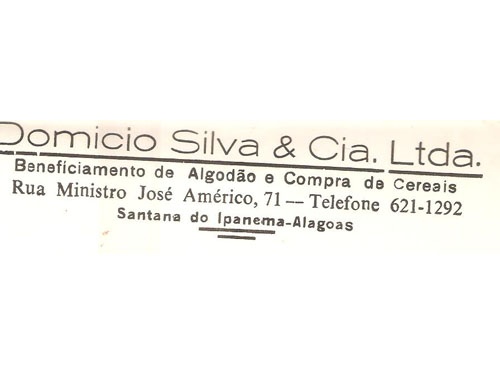 Domicio Silva & Cia. Ltda.
Beneficiamento de Algodão e Compra de Cereais
Rua Ministro José Américo, 71 — Telefone 621-1292
Santana do Ipanema-Alagoas